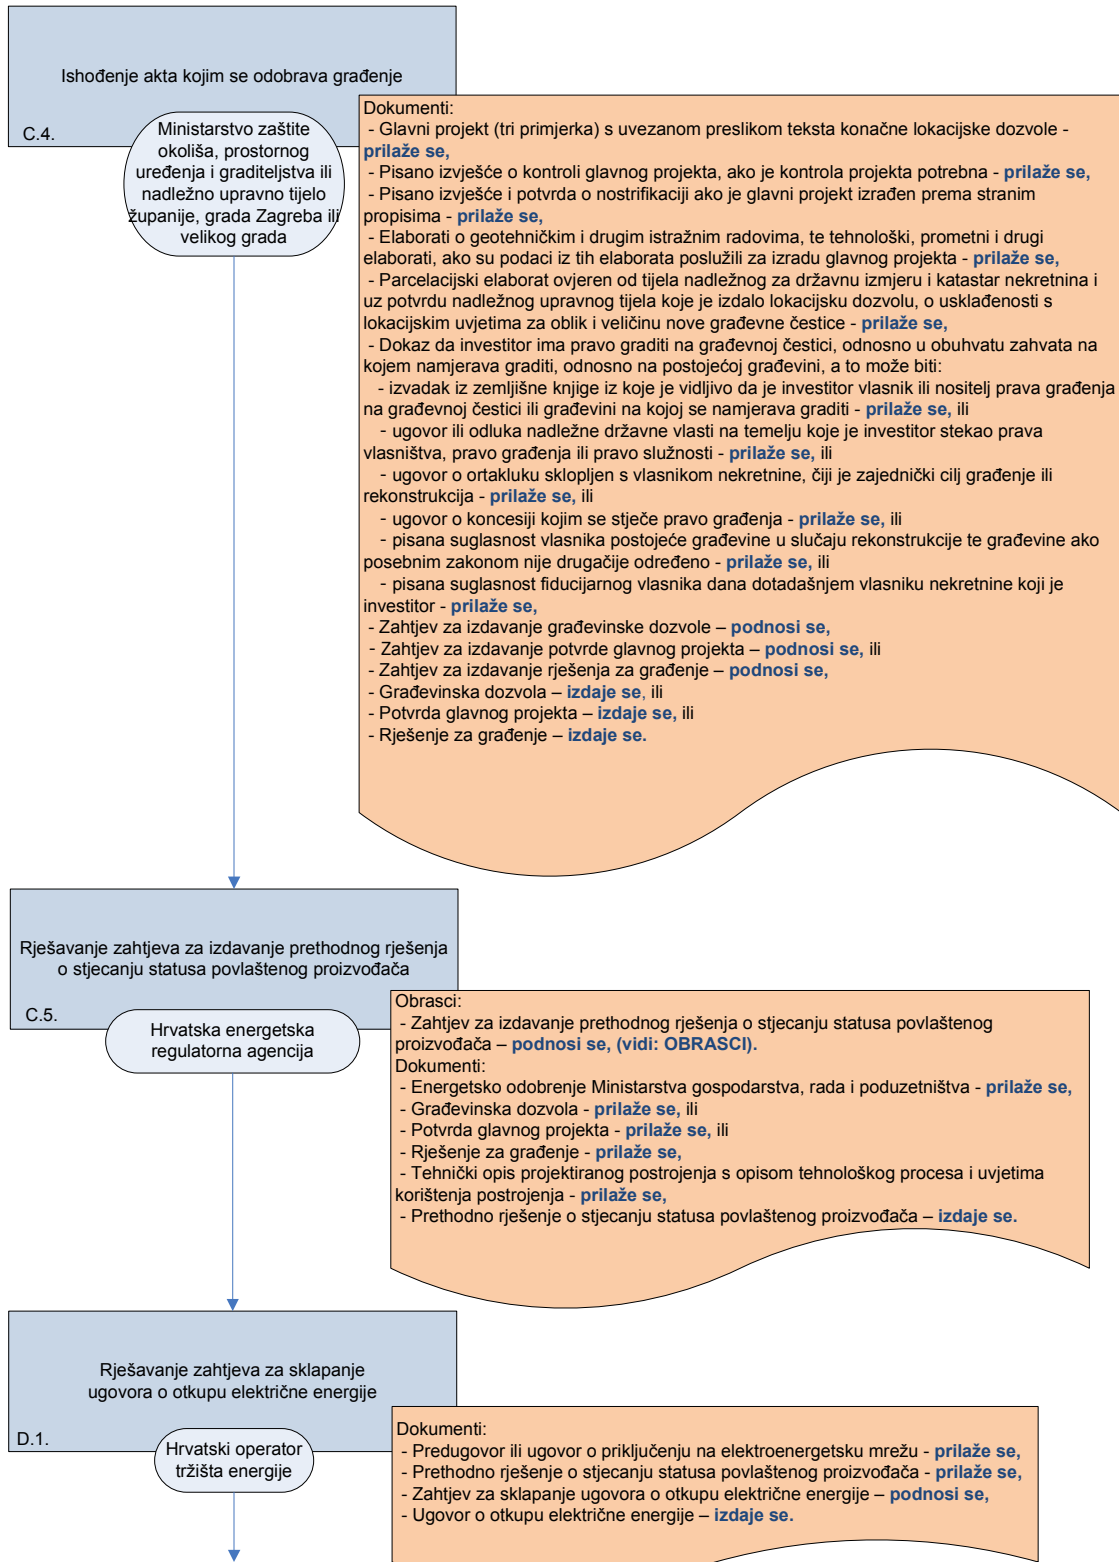 Ishođenje akta kojim se odobrava građenje
C.4.
Ministarstvo zaštite
okoliša, prostornog
uređenja i graditeljstva ili
nadležno upravno tijelo
županije, grada Zagreba ili
velikog grada
Dokumenti:
- Glavni projekt (tri primjerka) s uvezanom preslikom teksta konačne lokacijske dozvole -
prilaže se,
- Pisano izvješće o kontroli glavnog projekta, ako je kontrola projekta potrebna - prilaže se,
- Pisano izvješće i potvrda o nostrifikaciji ako je glavni projekt izrađen prema stranim
propisima - prilaže se,
- Elaborati o geotehničkim i drugim istražnim radovima, te tehnološki, prometni i drugi
elaborati, ako su podaci iz tih elaborata poslužili za izradu glavnog projekta - prilaže se,
- Parcelacijski elaborat ovjeren od tijela nadležnog za državnu izmjeru i katastar nekretnina i
uz potvrdu nadležnog upravnog tijela koje je izdalo lokacijsku dozvolu, o usklađenosti s
lokacijskim uvjetima za oblik i veličinu nove građevne čestice - prilaže se,
- Dokaz da investitor ima pravo graditi na građevnoj čestici, odnosno u obuhvatu zahvata na
kojem namjerava graditi, odnosno na postojećoj građevini, a to može biti:
- izvadak iz zemljišne knjige iz koje je vidljivo da je investitor vlasnik ili nositelj prava građenja
na građevnoj čestici ili građevini na kojoj se namjerava graditi - prilaže se, ili
- ugovor ili odluka nadležne državne vlasti na temelju koje je investitor stekao prava
vlasništva, pravo građenja ili pravo služnosti - prilaže se, ili
- ugovor o ortakluku sklopljen s vlasnikom nekretnine, čiji je zajednički cilj građenje ili
rekonstrukcija - prilaže se, ili
- ugovor o koncesiji kojim se stječe pravo građenja - prilaže se, ili
- pisana suglasnost vlasnika postojeće građevine u slučaju rekonstrukcije te građevine ako
posebnim zakonom nije drugačije određeno - prilaže se, ili
- pisana suglasnost fiducijarnog vlasnika dana dotadašnjem vlasniku nekretnine koji je
investitor - prilaže se,
- Zahtjev za izdavanje građevinske dozvole – podnosi se,
- Zahtjev za izdavanje potvrde glavnog projekta – podnosi se, ili
- Zahtjev za izdavanje rješenja za građenje – podnosi se,
- Građevinska dozvola – izdaje se, ili
- Potvrda glavnog projekta – izdaje se, ili
- Rješenje za građenje – izdaje se.
Rješavanje zahtjeva za izdavanje prethodnog rješenja
o stjecanju statusa povlaštenog proizvođača
C.5.
Hrvatska energetska
regulatorna agencija
Obrasci:
- Zahtjev za izdavanje prethodnog rješenja o stjecanju statusa povlaštenog
proizvođača – podnosi se, (vidi: OBRASCI).
Dokumenti:
- Energetsko odobrenje Ministarstva gospodarstva, rada i poduzetništva - prilaže se,
- Građevinska dozvola - prilaže se, ili
- Potvrda glavnog projekta - prilaže se, ili
- Rješenje za građenje - prilaže se,
- Tehnički opis projektiranog postrojenja s opisom tehnološkog procesa i uvjetima
korištenja postrojenja - prilaže se,
- Prethodno rješenje o stjecanju statusa povlaštenog proizvođača – izdaje se.
Rješavanje zahtjeva za sklapanje
ugovora o otkupu električne energije
D.1.
Hrvatski operator
tržišta energije
Dokumenti:
- Predugovor ili ugovor o priključenju na elektroenergetsku mrežu - prilaže se,
- Prethodno rješenje o stjecanju statusa povlaštenog proizvođača - prilaže se,
- Zahtjev za sklapanje ugovora o otkupu električne energije – podnosi se,
- Ugovor o otkupu električne energije – izdaje se.